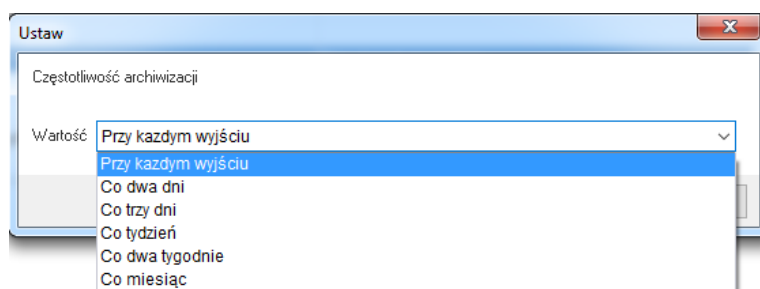 Ustaw
Częstotliwość archiwizacji
Wartość Przy kazdym wyjściu
Przy kazdym wyjściu
Co dwa dni
Co trzy dni
Co tydzień
Co dwa tygodnie
Co miesiąc